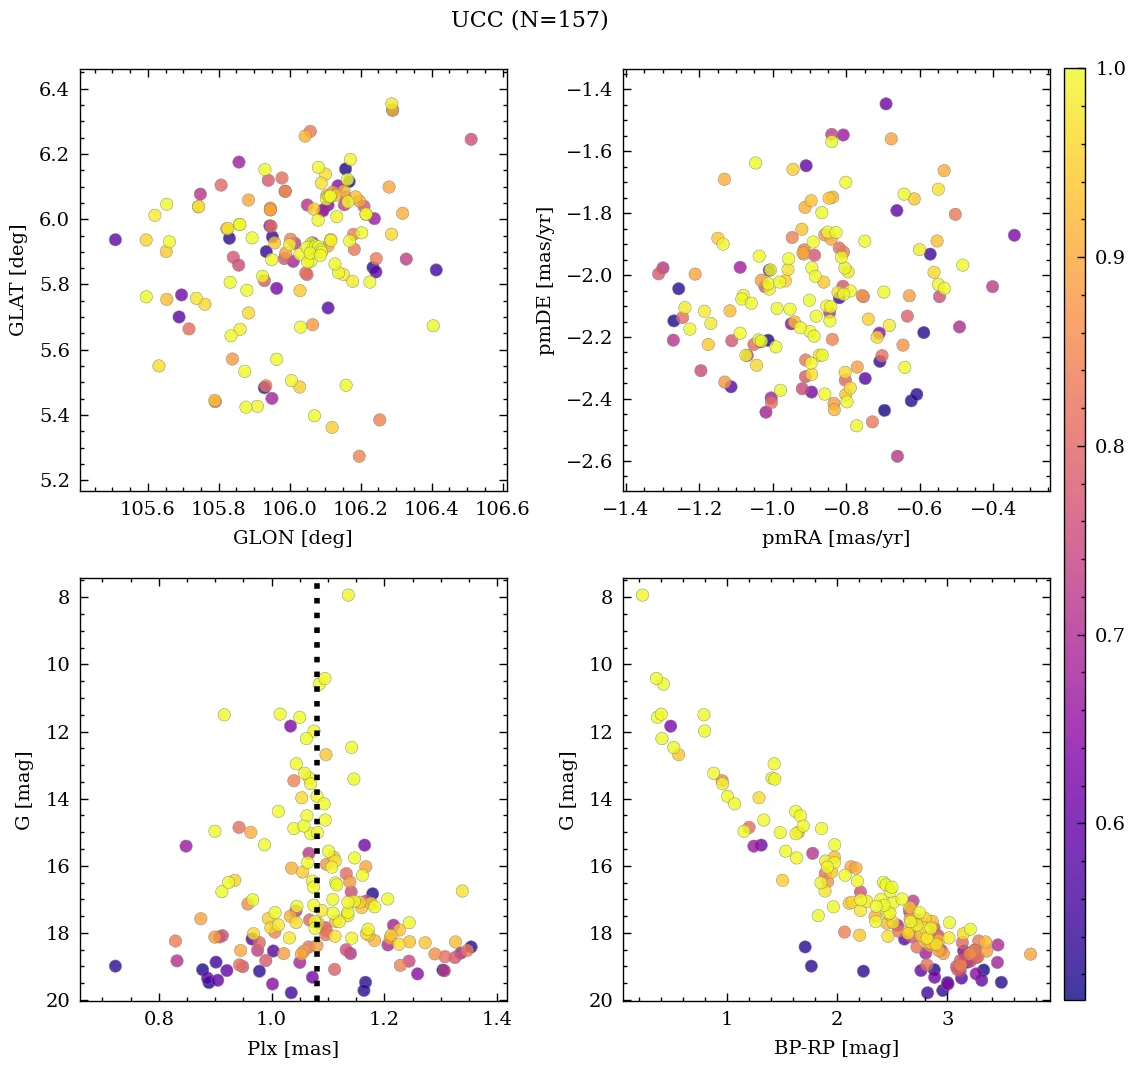 UCC (N=157)
6.4
6.2
6.0
5.8
5.6
5.4
5.2
GLAT [deg]
105.6 105.8 106.0 106.2 106.4 106.6
GLON [deg]
−1.4
−1.6
−1.8
−2.0
−2.2
−2.4
−2.6
pmDE [mas/yr]
−1.4 −1.2 −1.0 −0.8 −0.6 −0.4
pmRA [mas/yr]
1.0
0.9
0.8
0.7
0.6
8
10
12
14
16
18
20
G [mag]
0.8 1.0 1.2 1.4
Plx [mas]
8
10
12
14
16
18
20
G [mag]
1 2 3
BP-RP [mag]